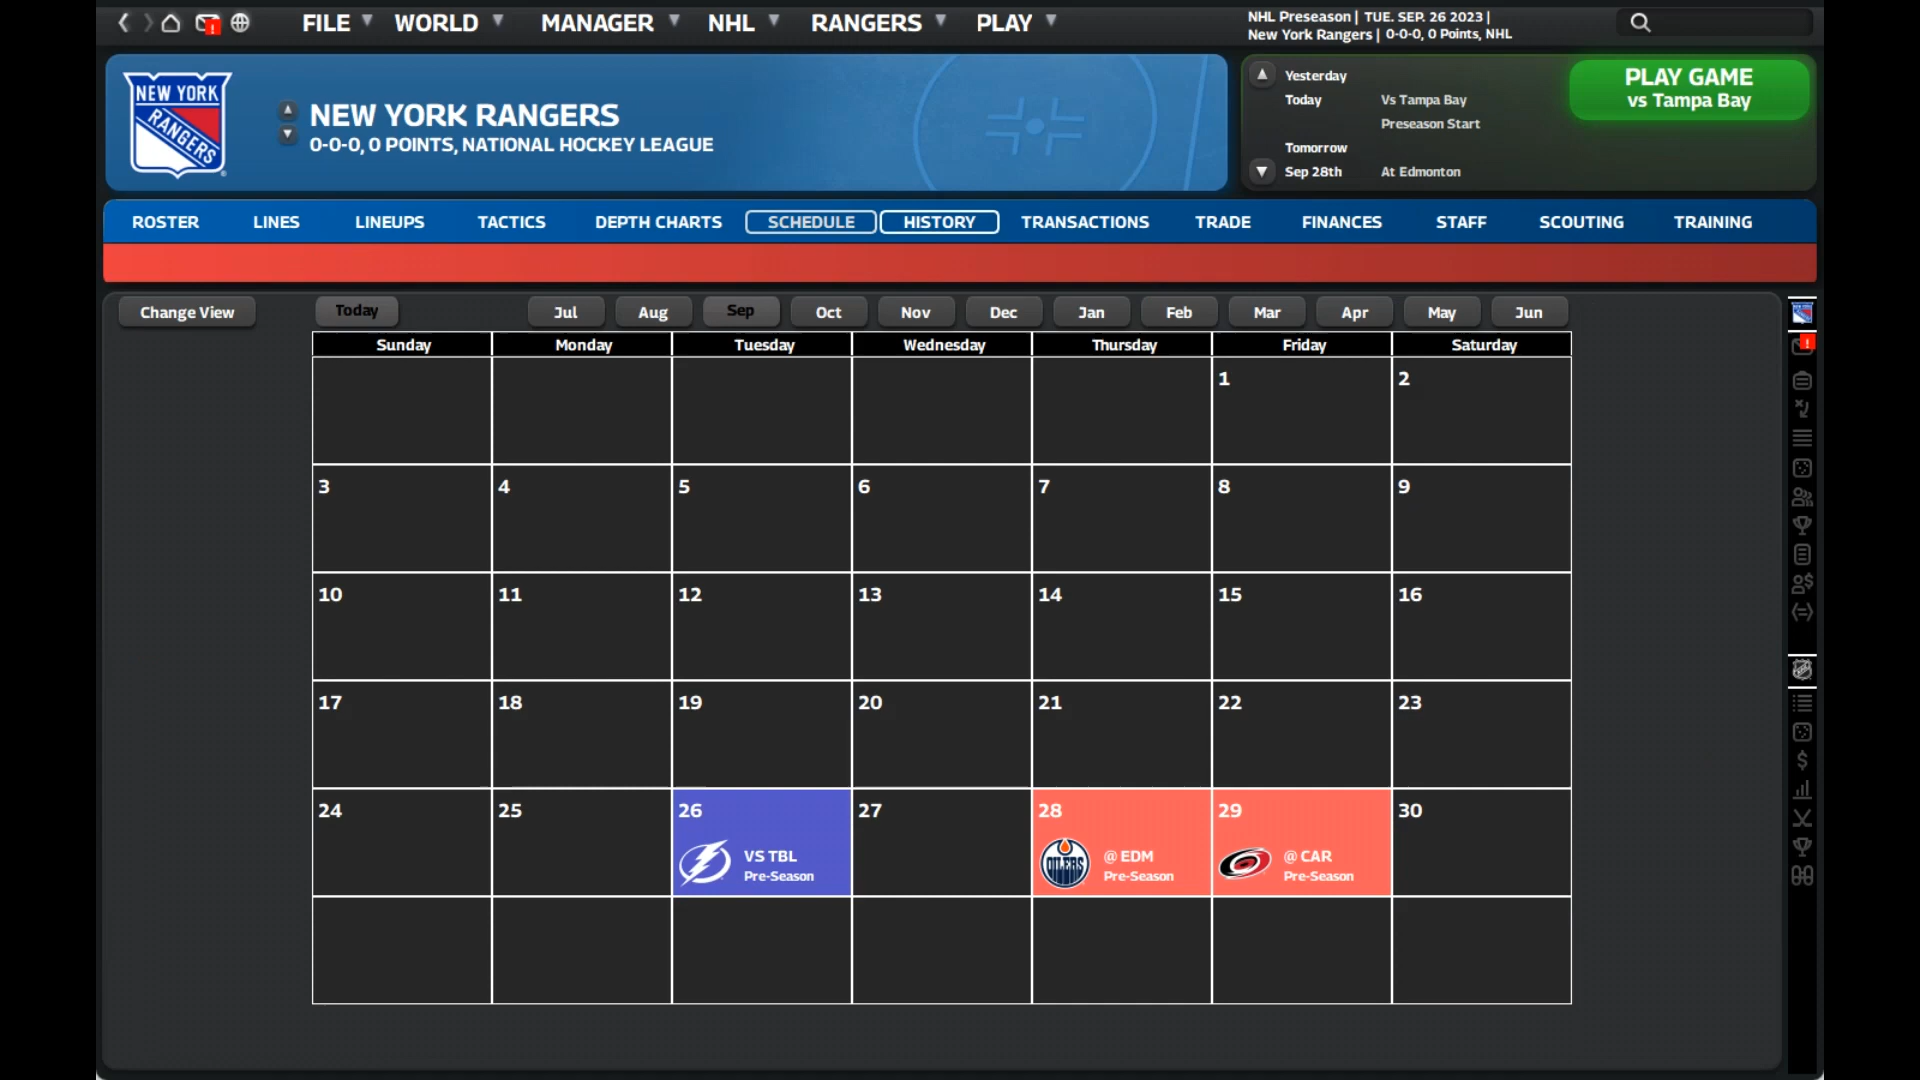 FILE WORLD MANAGER NHL RANGERS PLAY
NHL Preseason | TUE. SEP. 26 2023 |
New York Rangers | 0-0-0, 0 Points, NHL
NEW YORK
RANGERS
NEW YORK RANGERS
0-0-0, 0 POINTS, NATIONAL HOCKEY LEAGUE
Yesterday
Today Vs Tampa Bay
Preseason Start
Tomorrow
Sep 28th At Edmonton
PLAY GAME
vs Tampa Bay
ROSTER LINES LINEUPS TACTICS DEPTH CHARTS SCHEDULE HISTORY TRANSACTIONS TRADE FINANCES STAFF SCOUTING TRAINING
Change View Today Jul Aug Sep Oct Nov Dec Jan Feb Mar Apr May Jun
Sunday Monday Tuesday Wednesday Thursday Friday Saturday
1 2
3 4 5 6 7 8 9
10 11 12 13 14 15 16
17 18 19 20 21 22 23
24 25 26 27 28 29 30
VS TBL
Pre-Season
OILERS
@ EDM
Pre-Season
@ CAR
Pre-Season